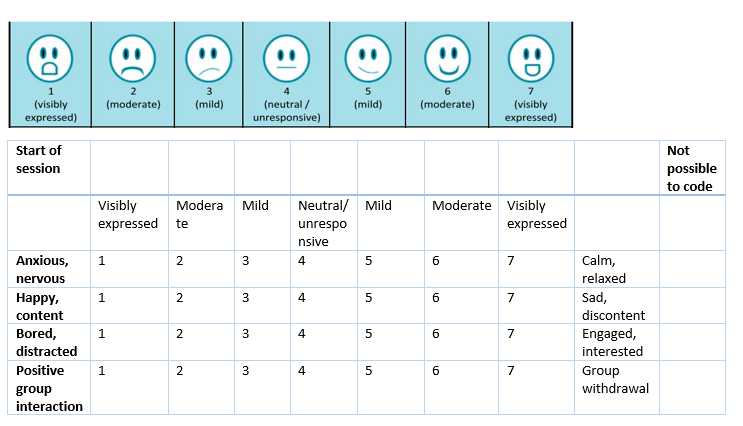 1 2 3 4 5 6 7
(visibly expressed) (moderate) (mild) (neutral / unresponsive) (mild) (moderate) (visibly expressed)
Start of session Not possible to code
Visibly expressed Moderate Mild Neutral/ unresponsive Mild Moderate Visibly expressed
Anxious, nervous 1 2 3 4 5 6 7 Calm, relaxed
Happy, content 1 2 3 4 5 6 7 Sad, discontent
Bored, distracted 1 2 3 4 5 6 7 Engaged, interested
Positive group interaction 1 2 3 4 5 6 7 Group withdrawal